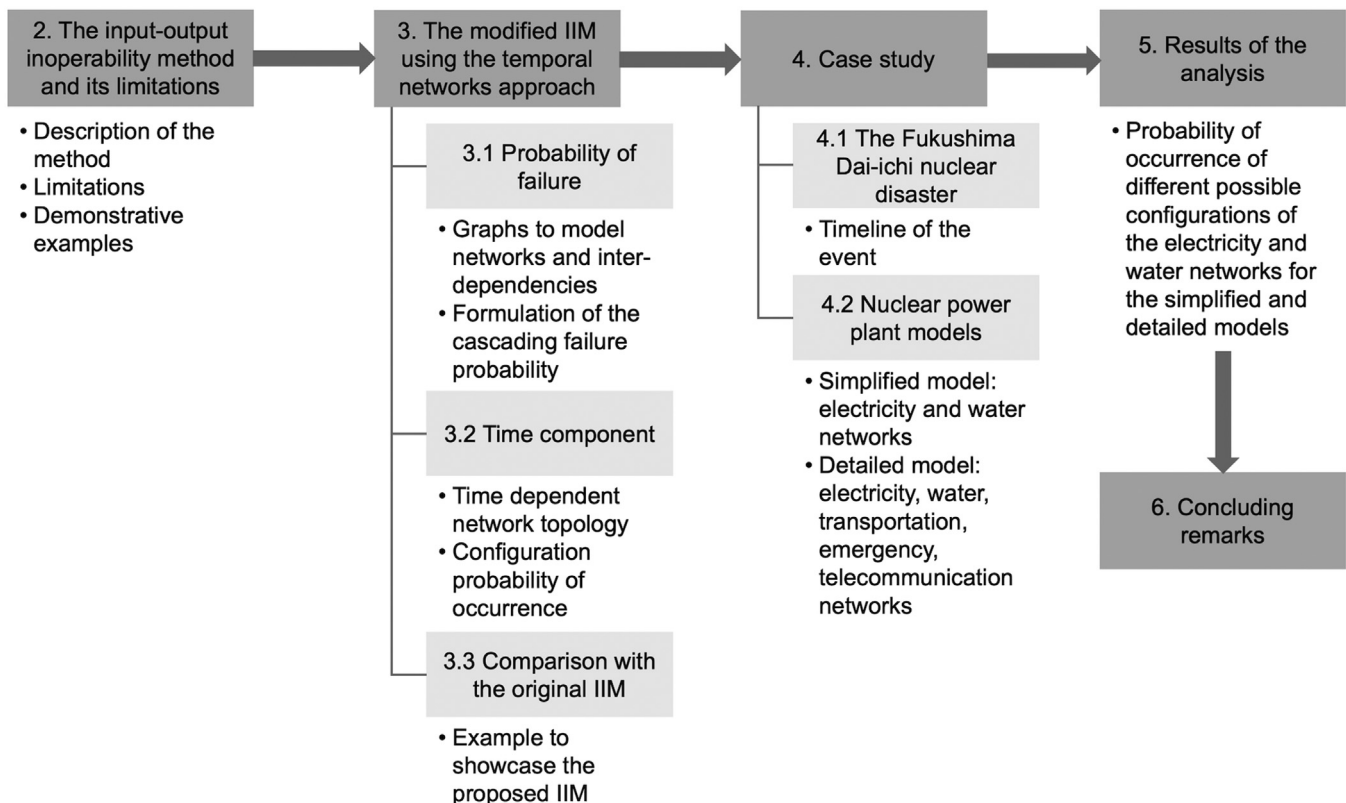 2. The input-output
inoperability method
and its limitations
• Description of the
method
• Limitations
• Demonstrative
examples
3. The modified IIM
using the temporal
networks approach
3.1 Probability of
failure
• Graphs to model
networks and inter-
dependencies
• Formulation of the
cascading failure
probability
3.2 Time component
• Time dependent
network topology
• Configuration
probability of
occurrence
3.3 Comparison with
the original IIM
• Example to
showcase the
proposed IIM
4. Case study
4.1 The Fukushima
Dai-ichi nuclear
disaster
• Timeline of the
event
4.2 Nuclear power
plant models
• Simplified model:
electricity and water
networks
• Detailed model:
electricity, water,
transportation,
emergency,
telecommunication
networks
5. Results of the
analysis
• Probability of
occurrence of
different possible
configurations of
the electricity and
water networks for
the simplified and
detailed models
6. Concluding
remarks